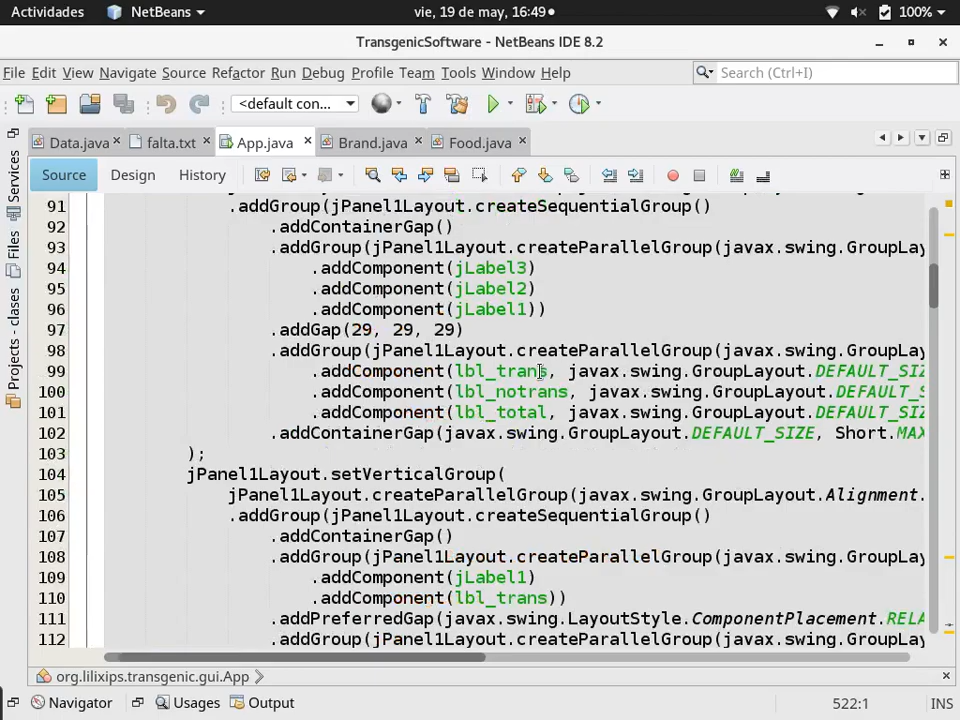 Actividades NetBeans vie, 19 de may, 16:49 100%
TransgenicSoftware - NetBeans IDE 8.2
File Edit View Navigate Source Refactor Run Debug Profile Team Tools Window Help Search (Ctrl+I)
<default con...
Data.java falta.txt App.java Brand.java Food.java
Source Design History
Services
Files
Projects - clases
91 .addGroup(jPanel1Layout.createSequentialGroup()
92 .addContainerGap()
93 .addGroup(jPanel1Layout.createParallelGroup(javax.swing.GroupLay
94 .addComponent(jLabel3)
95 .addComponent(jLabel2)
96 .addComponent(jLabel1))
97 .addGap(29, 29, 29)
98 .addGroup(jPanel1Layout.createParallelGroup(javax.swing.GroupLay
99 .addComponent(lbl_trans, javax.swing.GroupLayout.DEFAULT_SIZ
100 .addComponent(lbl_notrans, javax.swing.GroupLayout.DEFAULT_S
101 .addComponent(lbl_total, javax.swing.GroupLayout.DEFAULT_SIZ
102 .addContainerGap(javax.swing.GroupLayout.DEFAULT_SIZE, Short.MAX
103 );
104 jPanel1Layout.setVerticalGroup(
105 jPanel1Layout.createParallelGroup(javax.swing.GroupLayout.Alignment.
106 .addGroup(jPanel1Layout.createSequentialGroup()
107 .addContainerGap()
108 .addGroup(jPanel1Layout.createParallelGroup(javax.swing.GroupLay
109 .addComponent(jLabel1)
110 .addComponent(lbl_trans))
111 .addPreferredGap(javax.swing.LayoutStyle.ComponentPlacement.RELA
112 .addGroup(jPanel1Layout.createParallelGroup(javax.swing.GroupLay
org.lilixips.transgenic.gui.App
Navigator Usages Output 522:1 INS